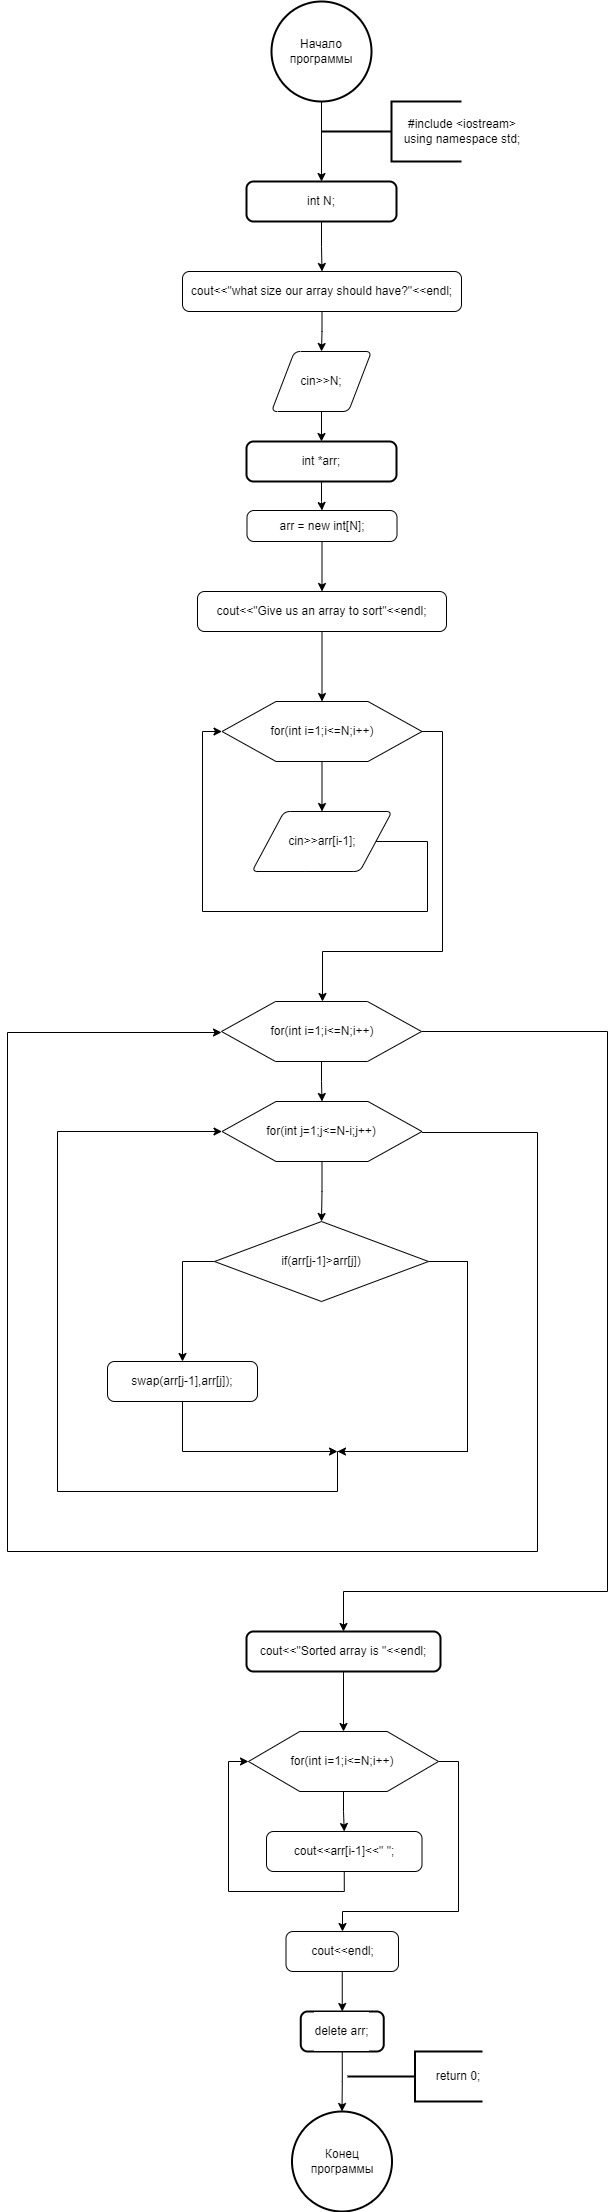 Начало
программы
#include <iostream>
using namespace std;
int N;
cout<<"what size our array should have?"<<endl;
cin>>N;
int *arr;
arr = new int[N];
cout<<"Give us an array to sort"<<endl;
for(int i=1;i<=N;i++)
cin>>arr[i-1];
for(int i=1;i<=N;i++)
for(int j=1;j<=N-i;j++)
if(arr[j-1]>arr[j])
swap(arr[j-1],arr[j]);
cout<<"Sorted array is "<<endl;
for(int i=1;i<=N;i++)
cout<<arr[i-1]<<" ";
cout<<endl;
delete arr;
return 0;
Конец
программы